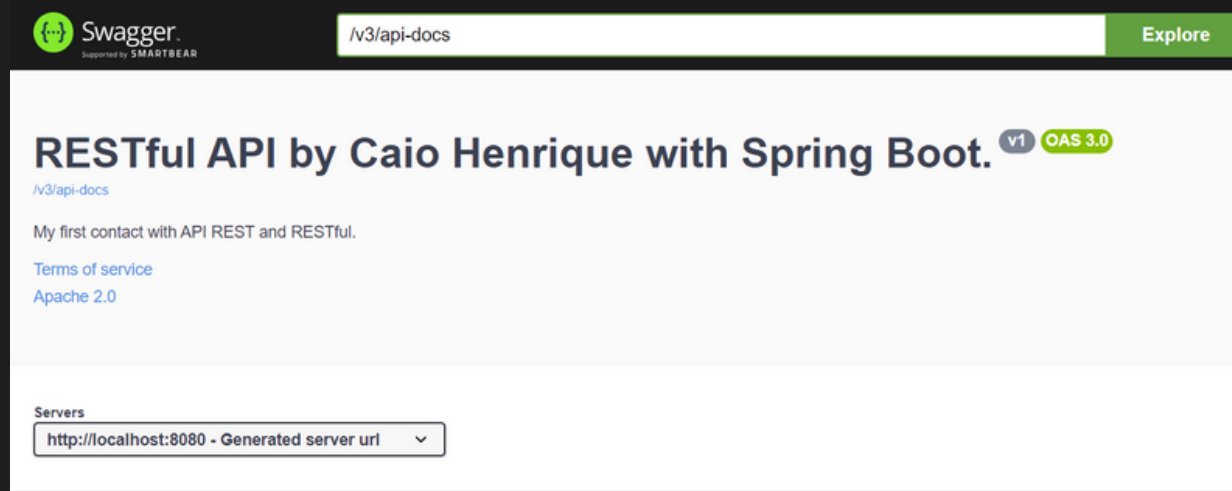 {···} Swagger.
Supported by SMARTBEAR
/v3/api-docs
Explore
RESTful API by Caio Henrique with Spring Boot. v1 OAS 3.0
/v3/api-docs
My first contact with API REST and RESTful.
Terms of service
Apache 2.0
Servers
http://localhost:8080 - Generated server url